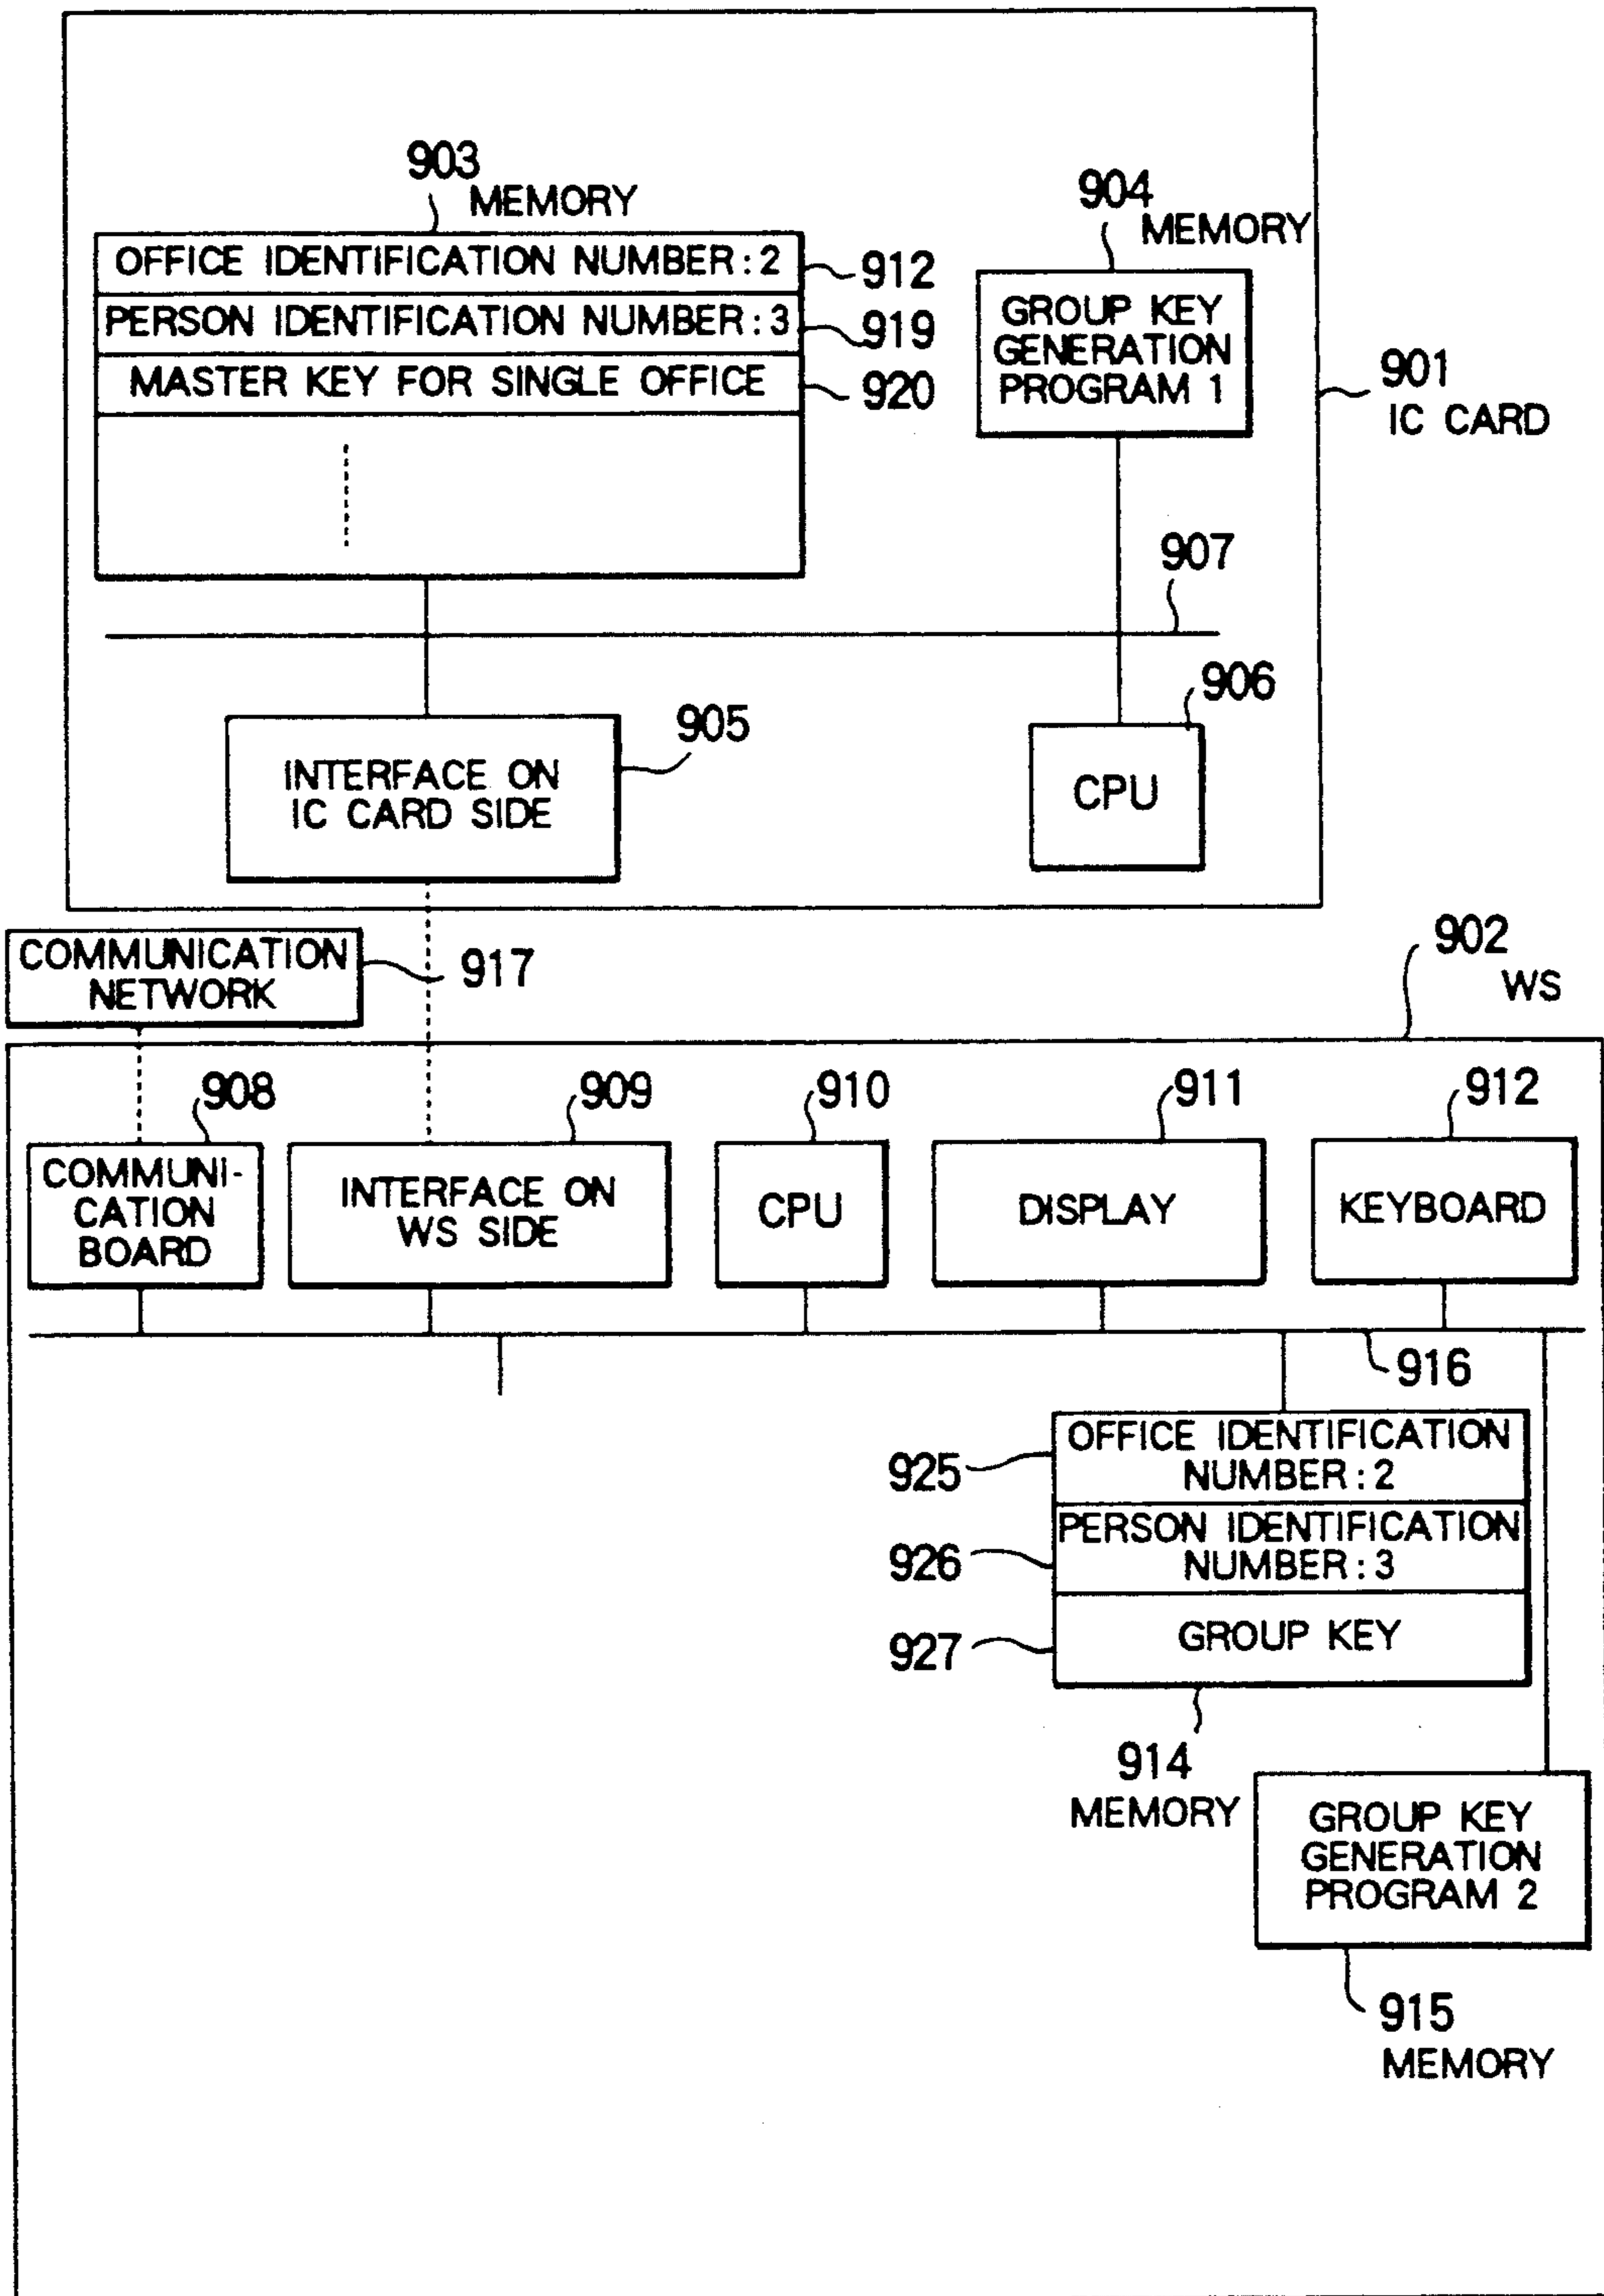 903
MEMORY
904
MEMORY
OFFICE IDENTIFICATION NUMBER : 2
912
PERSON IDENTIFICATION NUMBER : 3
919
MASTER KEY FOR SINGLE OFFICE
920
GROUP KEY
GENERATION
PROGRAM 1
901
IC CARD
907
906
905
INTERFACE ON
IC CARD SIDE
CPU
COMMUNICATION
NETWORK
917
902
WS
908
909
910
911
912
COMMUNI-
CATION
BOARD
INTERFACE ON
WS SIDE
CPU
DISPLAY
KEYBOARD
916
925
OFFICE IDENTIFICATION
NUMBER : 2
926
PERSON IDENTIFICATION
NUMBER : 3
927
GROUP KEY
914
MEMORY
GROUP KEY
GENERATION
PROGRAM 2
915
MEMORY